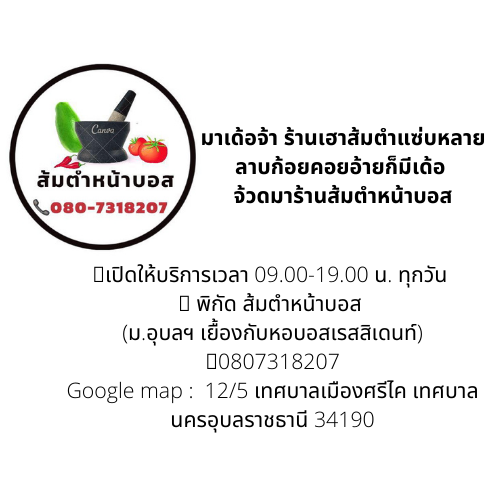 Canva
ส้มตำหน้าบอส
080-7318207
มาเด้อจ้า ร้านเฮาส้มตำแซ่บหลาย
ลาบก้อยคอยอ้ายก็มีเด้อ
จ้วดมาร้านส้มตำหน้าบอส
เปิดให้บริการเวลา 09.00-19.00 น. ทุกวัน
พิกัด ส้มตำหน้าบอส
(ม.อุบลฯ เยื้องกับหอบอสเรสสิเดนท์)
0807318207
Google map : 12/5 เทศบาลเมืองศรีไค เทศบาล
นครอุบลราชธานี 34190